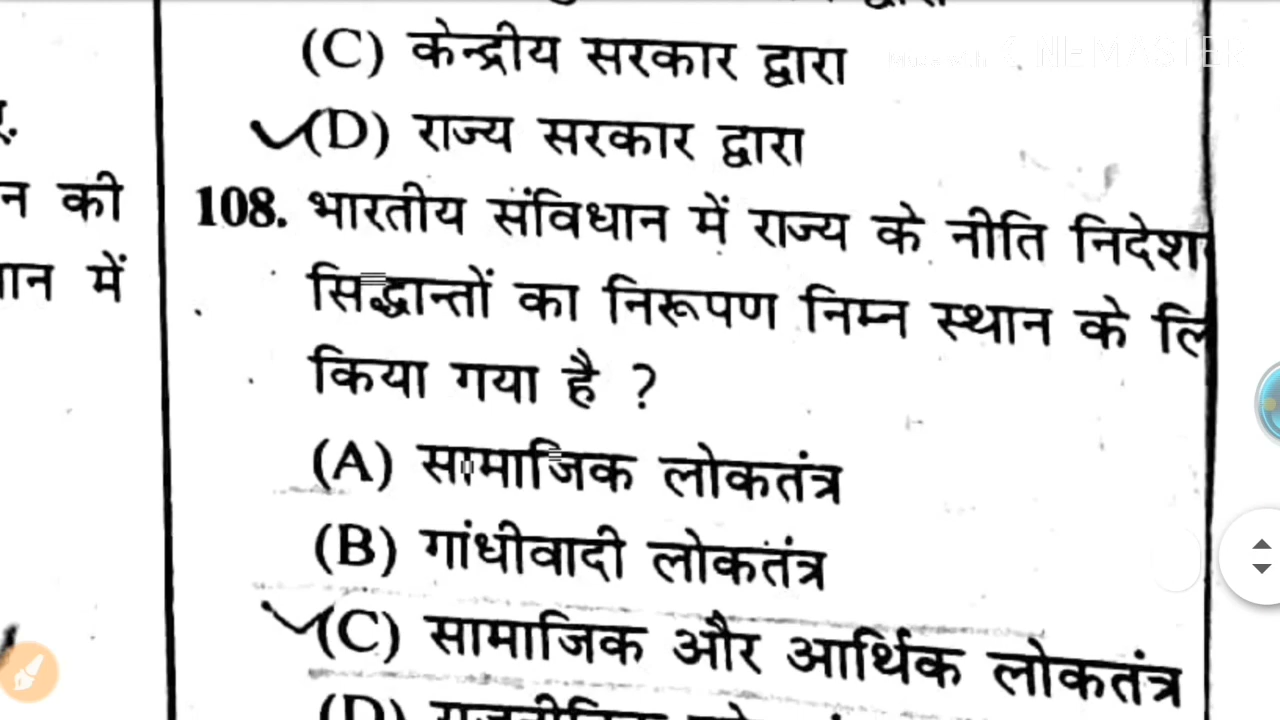 (C) केन्द्रीय सरकार द्वारा
(D) राज्य सरकार द्वारा
न की
108. भारतीय संविधान में राज्य के नीति निदेश
में
सिद्धान्तों का निरूपण निम्न स्थान के लि
किया गया है ?
(A) सामाजिक लोकतंत्र
(B) गांधीवादी लोकतंत्र
(C) सामाजिक और आर्थिक लोकतंत्र
(D)